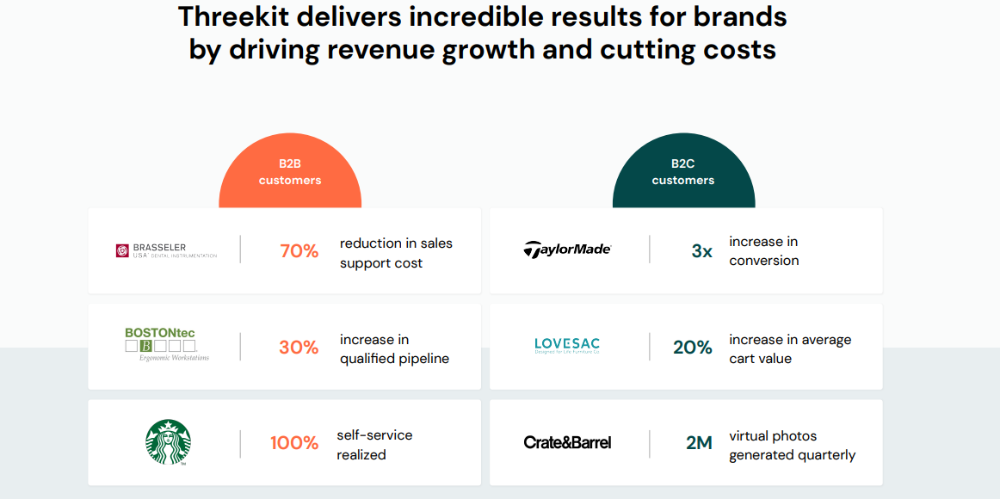 Threekit delivers incredible results for brands
by driving revenue growth and cutting costs
B2B
customers
BRASSELER
USA® DENTAL INSTRUMENTATION
70%
reduction in sales
support cost
BOSTONtec
B
Ergonomic Workstations
30%
increase in
qualified pipeline
TM
100%
self-service
realized
B2C
customers
TaylorMade®
3x
increase in
conversion
LOVESAC
Designed for Life Furniture Co.
20%
increase in average
cart value
Crate&Barrel
2M
virtual photos
generated quarterly